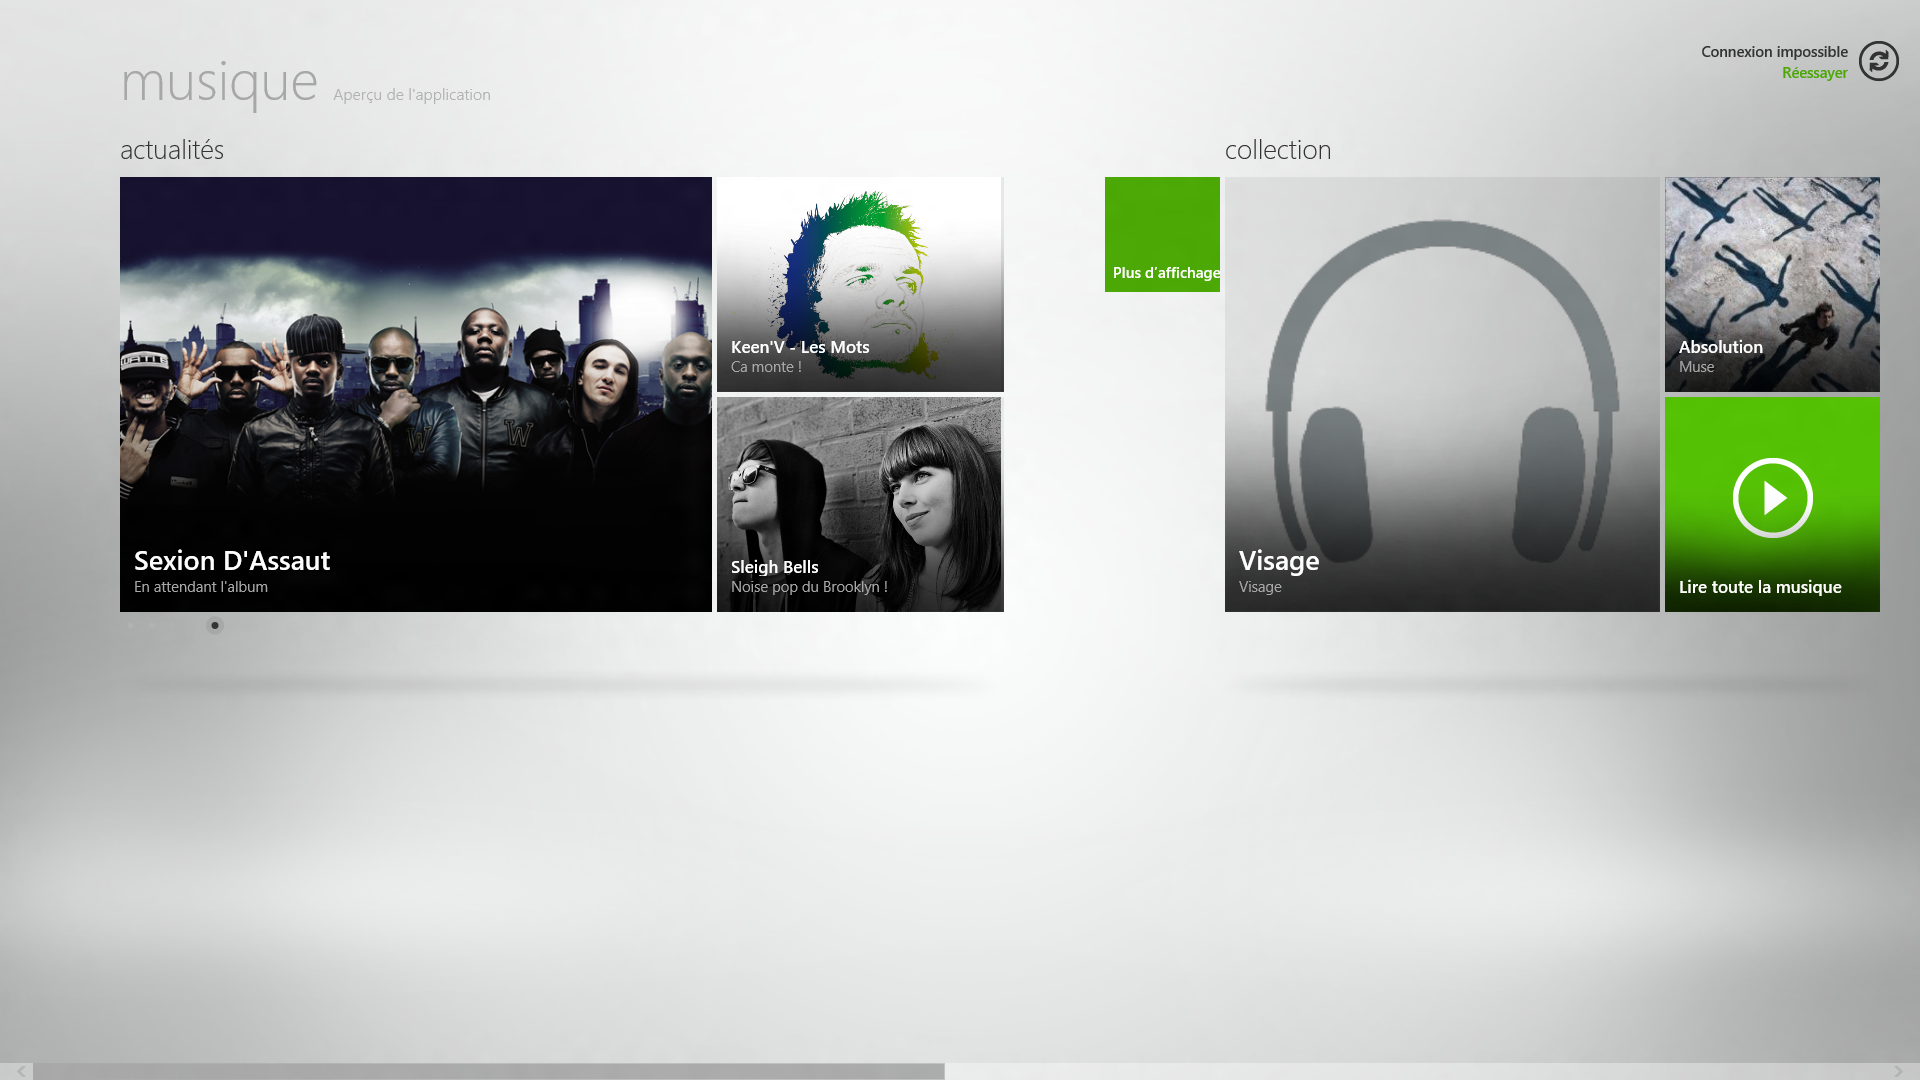 musique Aperçu de l'application
Connexion impossible
Réessayer
actualités
Sexion D'Assaut
En attendant l'album
Keen'V - Les Mots
Ca monte !
Sleigh Bells
Noise pop du Brooklyn !
Plus d'affichage
collection
Visage
Visage
Absolution
Muse
Lire toute la musique